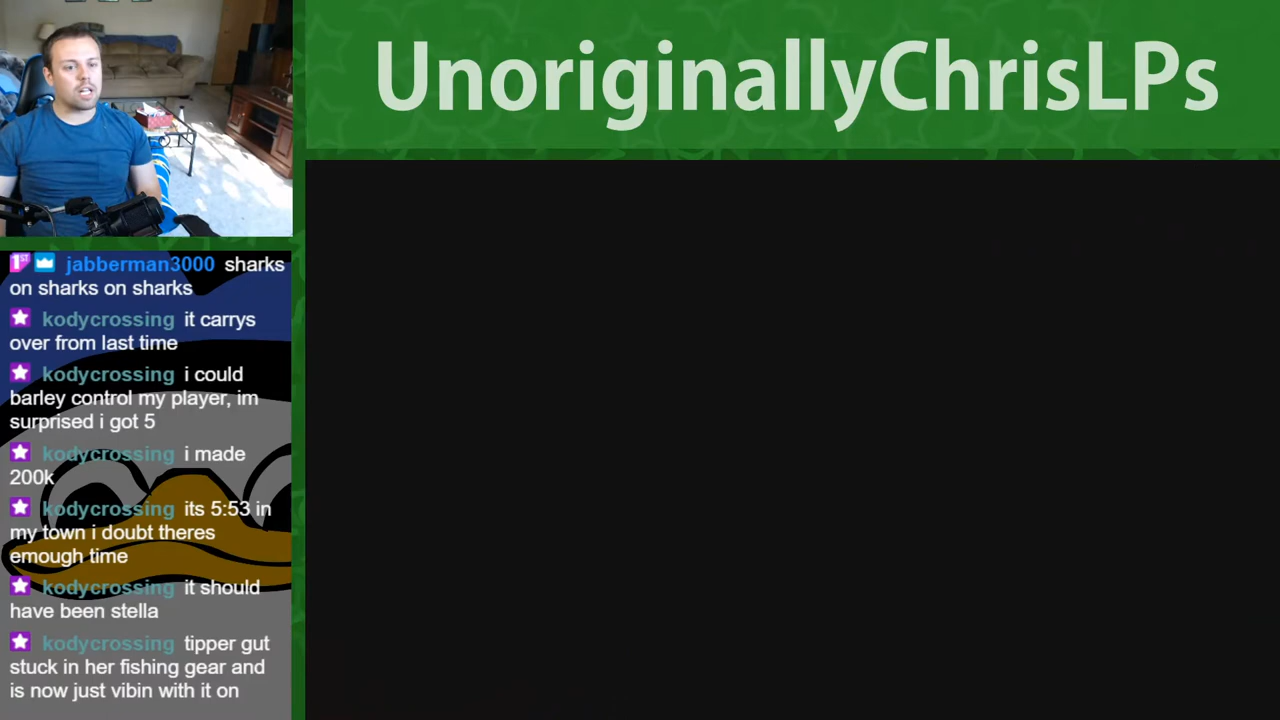 UnoriginallyChrisLPs
jabberman3000 sharks
on sharks on sharks
kodycrossing it carrys
over from last time
kodycrossing i could
barley control my player, im
surprised i got 5
kodycrossing i made
200k
kodycrossing its 5:53 in
my town i doubt theres
emough time
kodycrossing it should
have been stella
kodycrossing tipper gut
stuck in her fishing gear and
is now just vibin with it on